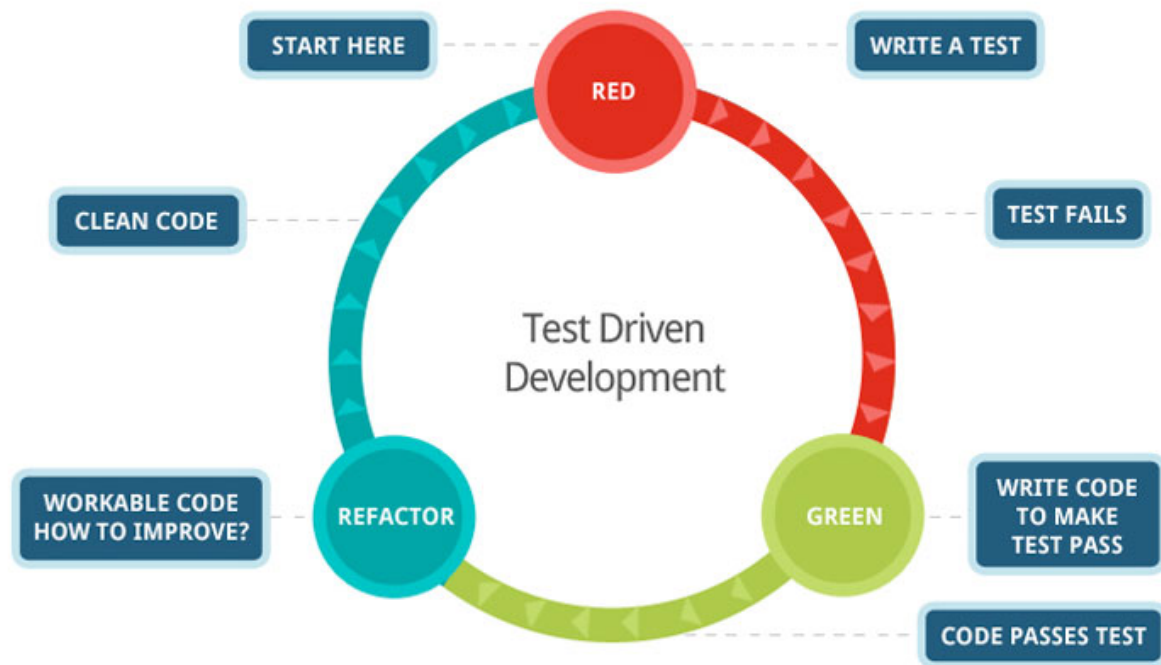 START HERE
RED
WRITE A TEST
CLEAN CODE
TEST FAILS
Test Driven
Development
WORKABLE CODE
HOW TO IMPROVE?
REFACTOR
GREEN
WRITE CODE
TO MAKE
TEST PASS
CODE PASSES TEST